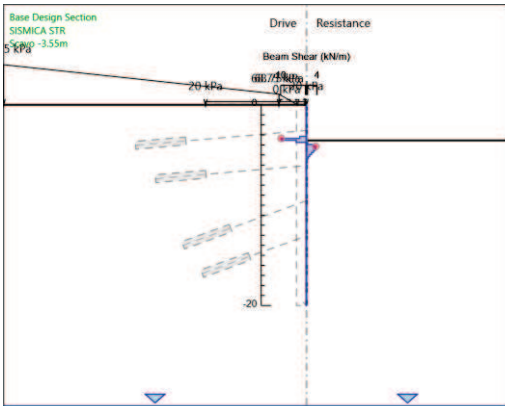 Base Design Section
SISMICA STR
Scavo -3.55m
Drive
Resistance
5 kPa
Beam Shear (kN/m)
4
20 kPa
0
-20